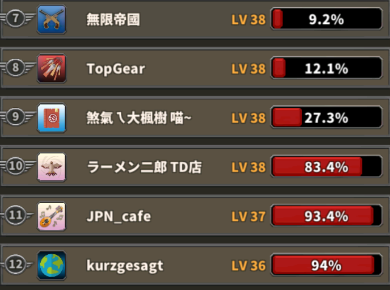 7 無限帝國 LV 38 9.2%
8 TopGear LV 38 12.1%
9 煞氣ㄟ大楓樹 喵~ LV 38 27.3%
10 ラーメン二郎 TD店 LV 38 83.4%
11 JPN_cafe LV 37 93.4%
12 kurzgesagt LV 36 94%